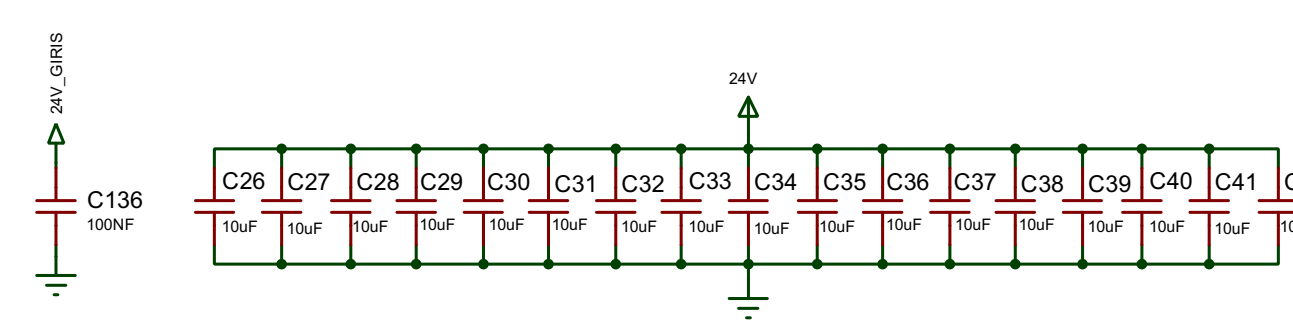 24V_GIRIS
24V
C136
100NF
C26
10uF
C27
10uF
C28
10uF
C29
10uF
C30
10uF
C31
10uF
C32
10uF
C33
10uF
C34
10uF
C35
10uF
C36
10uF
C37
10uF
C38
10uF
C39
10uF
C40
10uF
C41
10uF